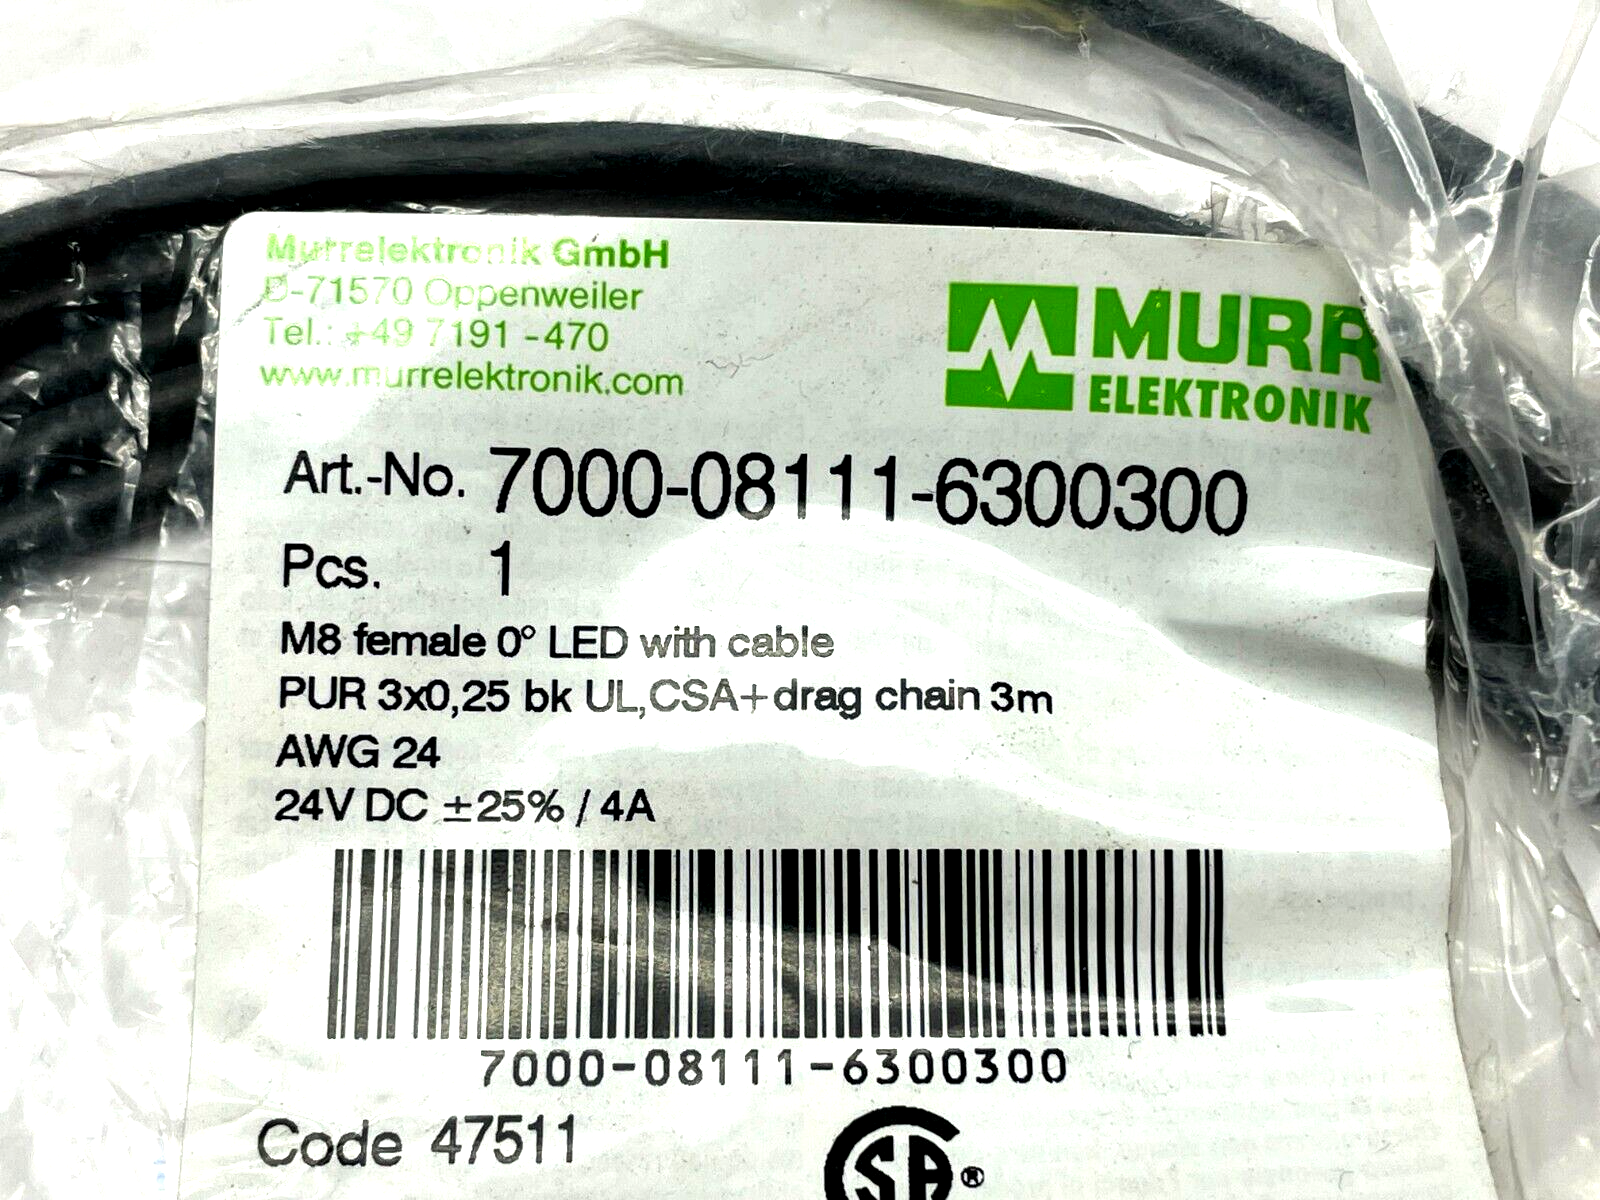 Murrelektronik GmbH
D-71570 Oppenweiler
Tel.: +49 7191 -470
www.murrelektronik.com
MURR
ELEKTRONIK
Art.-No. 7000-08111-6300300
Pcs. 1
M8 female 0° LED with cable
PUR 3x0,25 bk UL,CSA+drag chain 3m
AWG 24
24V DC ±25% / 4A
7000-08111-6300300
Code 47511
SA®